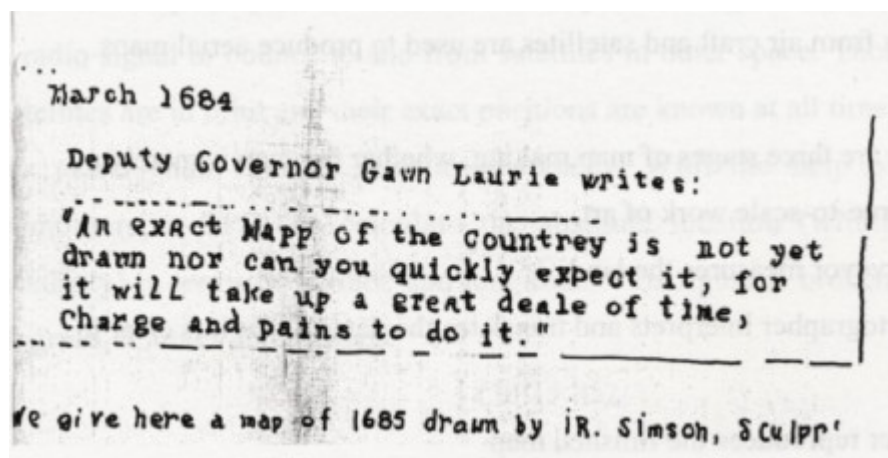 March 1684
Deputy Governor Gawn Laurie writes:
"An exact Mapp of the Countrey is not yet
drawn nor can you quickly expect it, for
it will take up a great deale of time,
Charge and pains to do it."
We give here a map of 1685 drawn by iR. Simson, Sculpr'